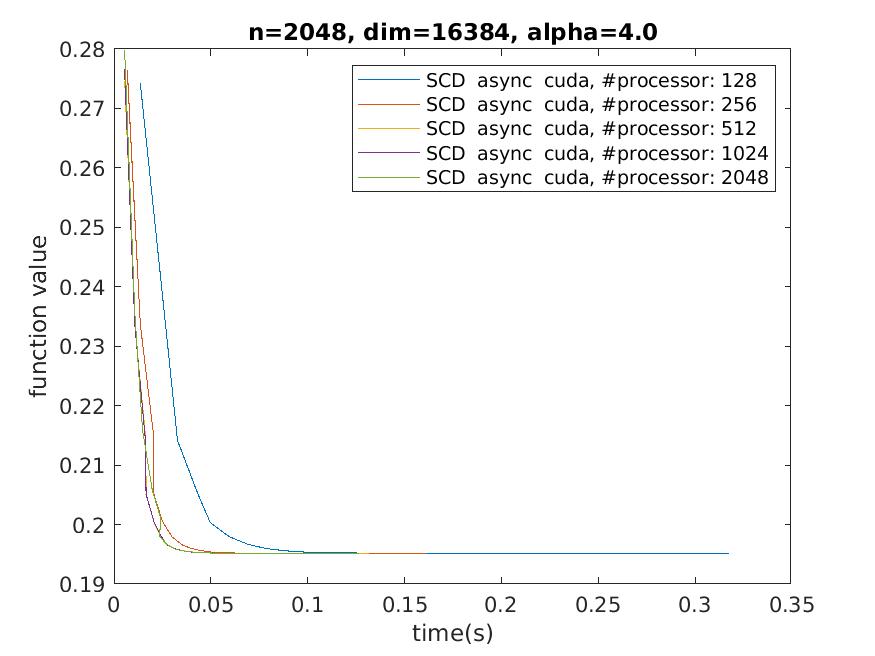 n=2048, dim=16384, alpha=4.0
0.28
0.27
0.26
0.25
0.24
0.23
0.22
0.21
0.2
0.19
function value
SCD async cuda, #processor: 128
SCD async cuda, #processor: 256
SCD async cuda, #processor: 512
SCD async cuda, #processor: 1024
SCD async cuda, #processor: 2048
0 0.05 0.1 0.15 0.2 0.25 0.3 0.35
time(s)